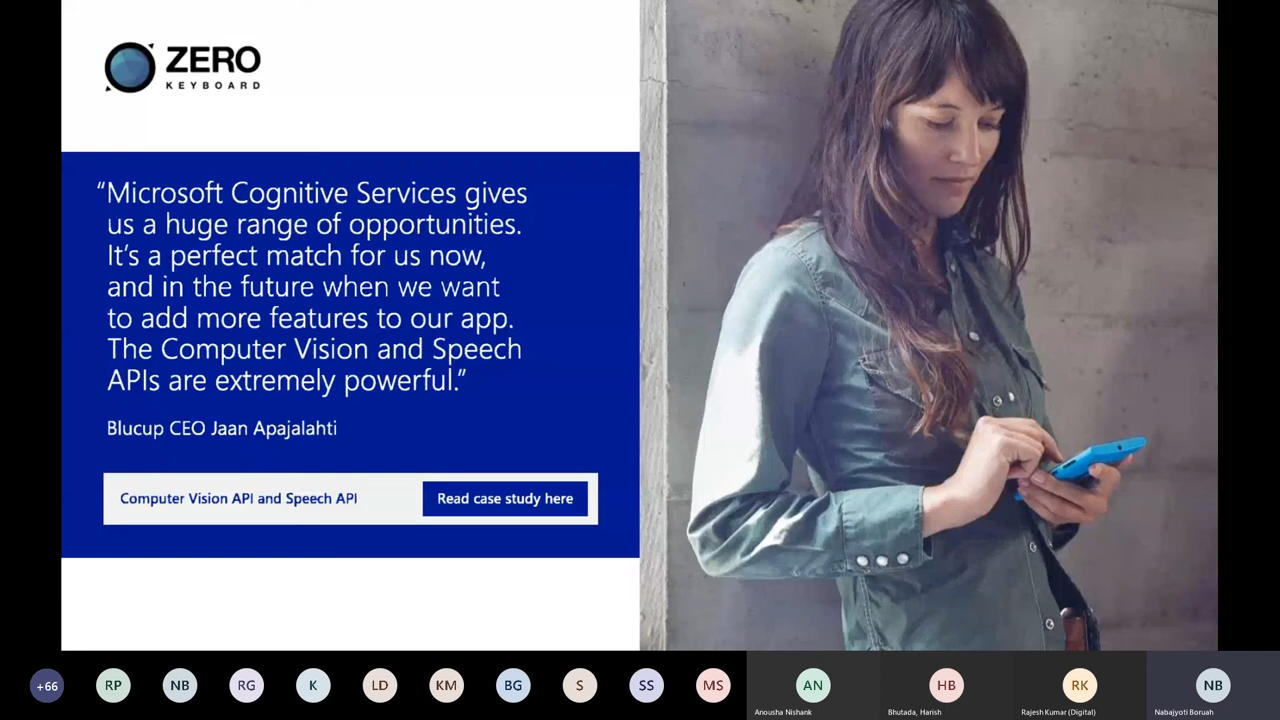 ZERO
KEYBOARD
“Microsoft Cognitive Services gives
us a huge range of opportunities.
It’s a perfect match for us now,
and in the future when we want
to add more features to our app.
The Computer Vision and Speech
APIs are extremely powerful.”
Blucup CEO Jaan Apajalahti
Computer Vision API and Speech API
Read case study here
+66
RP
NB
RG
K
LD
KM
BG
S
SS
MS
AN
HB
RK
NB
Anousha Nishank
Bhutada, Harish
Rajesh Kumar (Digital)
Nabajyoti Boruah